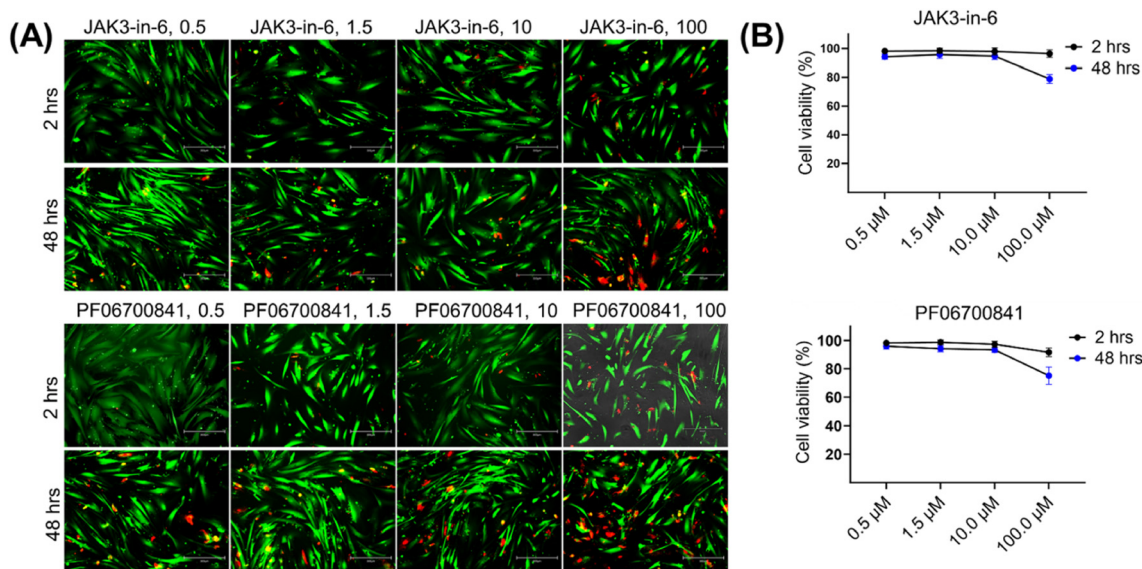 (A)
JAK3-in-6, 0.5 JAK3-in-6, 1.5 JAK3-in-6, 10 JAK3-in-6, 100
2 hrs
48 hrs
PF06700841, 0.5 PF06700841, 1.5 PF06700841, 10 PF06700841, 100
2 hrs
48 hrs
(B)
JAK3-in-6
Cell viability (%)
100
80
60
40
20
0.5 µM 1.5 µM 10.0 µM 100.0 µM
2 hrs
48 hrs
PF06700841
Cell viability (%)
100
80
60
40
20
0.5 µM 1.5 µM 10.0 µM 100.0 µM
2 hrs
48 hrs